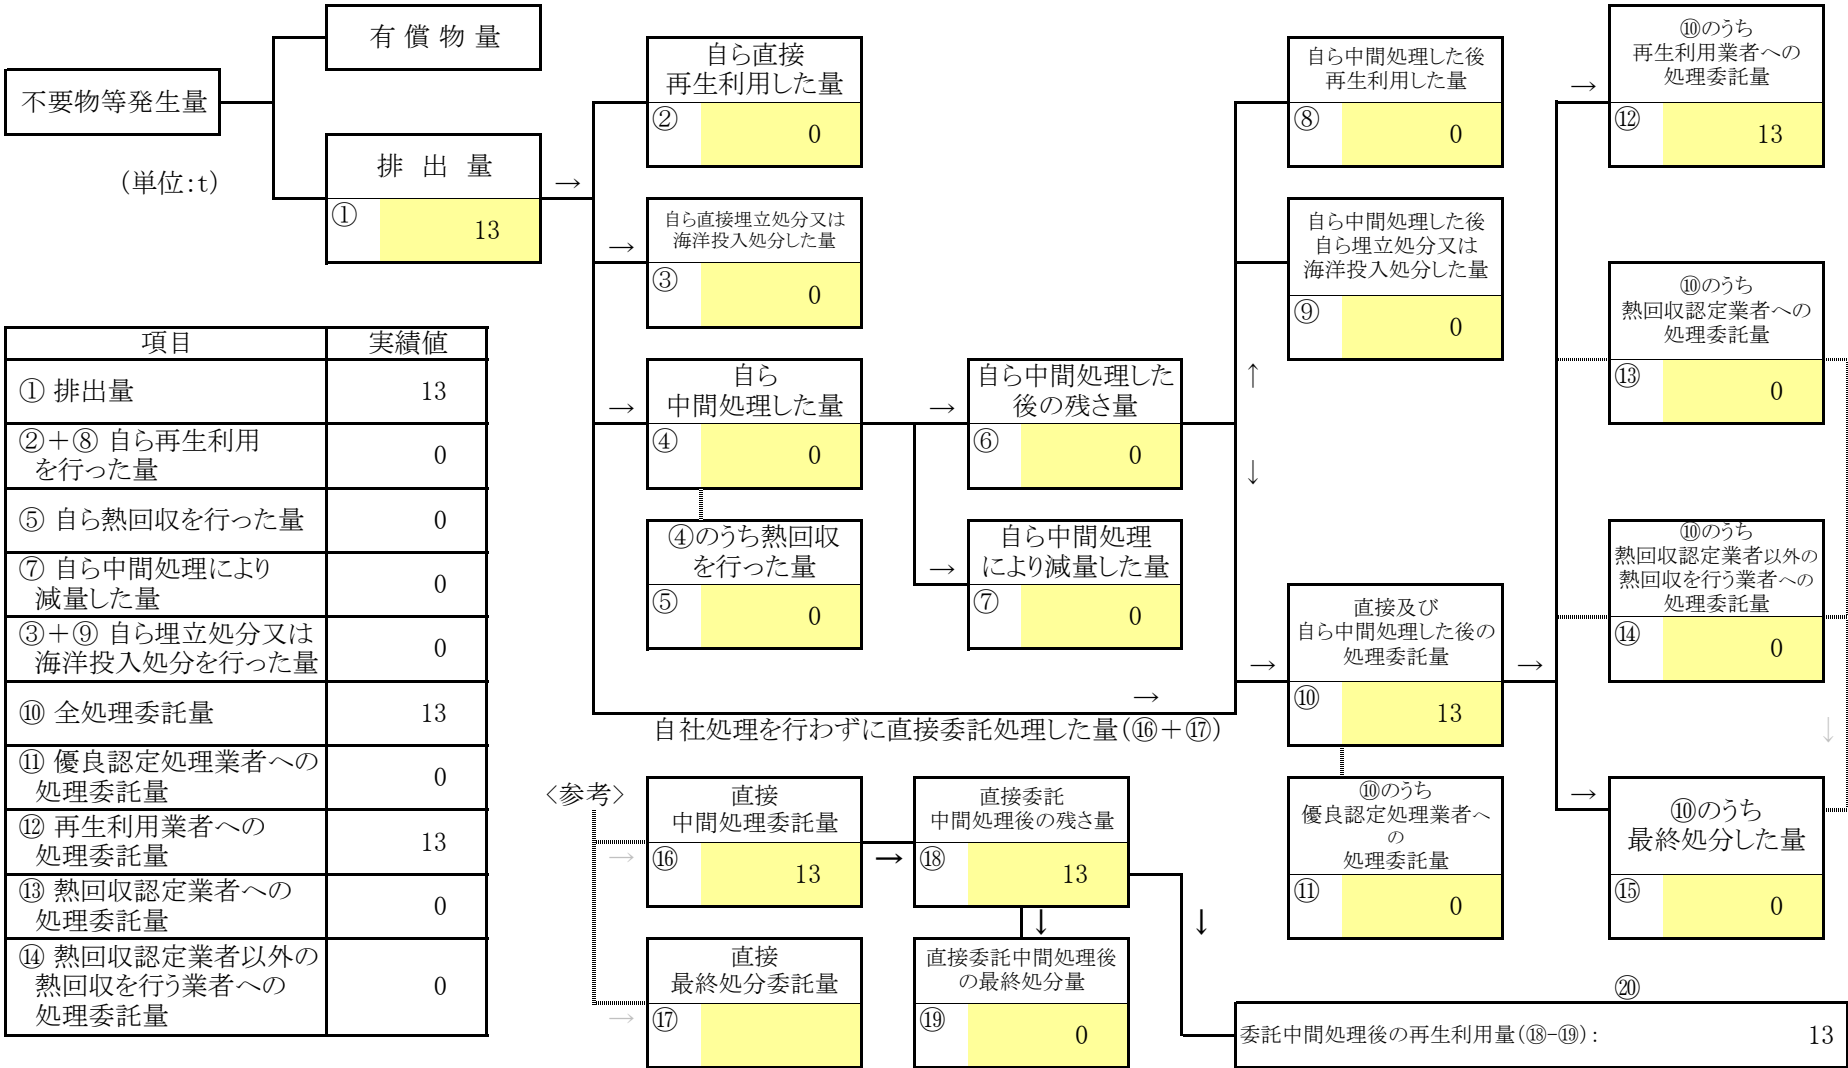 有 償 物 量
不要物等発生量
(単位:t)
排 出 量
①
13
→
自ら直接
再生利用した量
②
0
→
自ら直接埋立処分又は
海洋投入処分した量
③
0
→
自ら
中間処理した量
④
0
④のうち熱回収
を行った量
⑤
0
→
自ら中間処理した
後の残さ量
⑥
0
→
自ら中間処理
により減量した量
⑦
0
自ら中間処理した後
再生利用した量
⑧
0
自ら中間処理した後
自ら埋立処分又は
海洋投入処分した量
⑨
0
↑
↓
→
直接及び
自ら中間処理した後の
処理委託量
⑩
13
→
自社処理を行わずに直接委託処理した量(⑯+⑰)
→
⑩のうち
優良認定処理業者へ
の
処理委託量
⑪
0
→
⑩のうち
再生利用業者への
処理委託量
⑫
13
⑩のうち
熱回収認定業者への
処理委託量
⑬
0
⑩のうち
熱回収認定業者以外の
熱回収を行う業者への
処理委託量
⑭
0
↓
→
⑩のうち
最終処分した量
⑮
0
項目 実績値
① 排出量 13
②+⑧ 自ら再生利用
を行った量 0
⑤ 自ら熱回収を行った量 0
⑦ 自ら中間処理により
減量した量 0
③+⑨ 自ら埋立処分又は
海洋投入処分を行った量 0
⑩ 全処理委託量 13
⑪ 優良認定処理業者への
処理委託量 0
⑫ 再生利用業者への
処理委託量 13
⑬ 熱回収認定業者への
処理委託量 0
⑭ 熱回収認定業者以外の
熱回収を行う業者への
処理委託量 0
<参考>
→
直接
中間処理委託量
⑯
13
→
直接委託
中間処理後の残さ量
⑱
13
↓
↓
→
直接
最終処分委託量
⑰
直接委託中間処理後
の最終処分量
⑲
0
⑳
委託中間処理後の再生利用量(⑱-⑲): 13